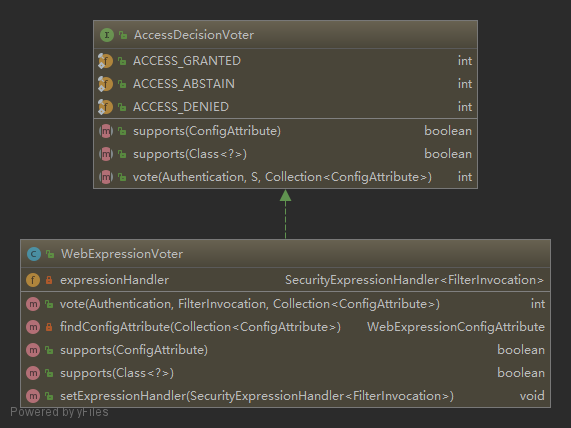 I AccessDecisionVoter
f ACCESS_GRANTED int
f ACCESS_ABSTAIN int
f ACCESS_DENIED int
m supports(ConfigAttribute) boolean
m supports(Class<?>) boolean
m vote(Authentication, S, Collection<ConfigAttribute>) int
C WebExpressionVoter
f expressionHandler SecurityExpressionHandler<FilterInvocation>
m vote(Authentication, FilterInvocation, Collection<ConfigAttribute>) int
m findConfigAttribute(Collection<ConfigAttribute>) WebExpressionConfigAttribute
m supports(ConfigAttribute) boolean
m supports(Class<?>) boolean
m setExpressionHandler(SecurityExpressionHandler<FilterInvocation>) void
Powered by yFiles